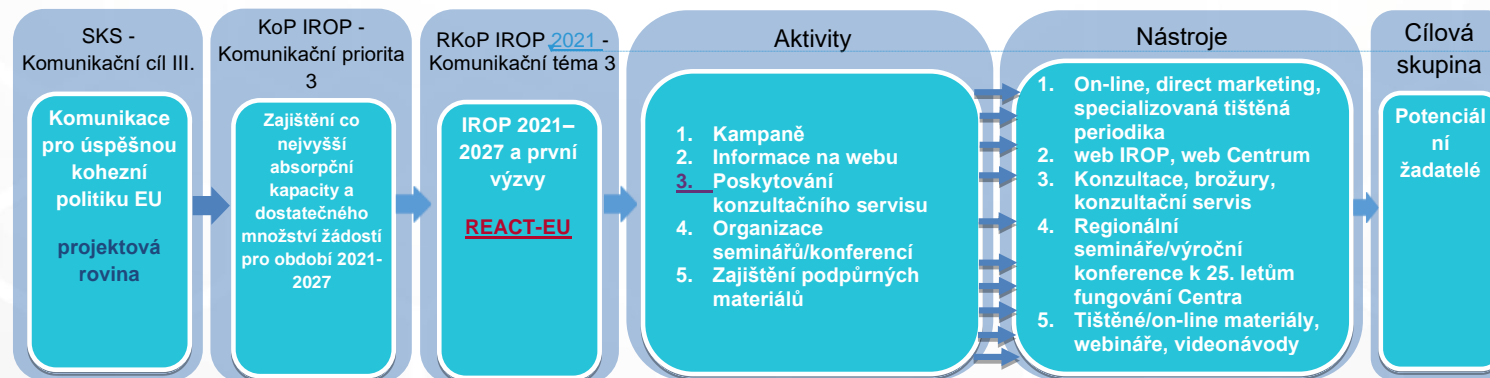 SKS -
Komunikační cíl III.
Komunikace
pro úspěšnou
kohezní
politiku EU
projektová
rovina
KoP IROP -
Komunikační priorita
3
Zajištění co
nejvyšší
absorpční
kapacity a
dostatečného
množství žádostí
pro období 2021-
2027
RKoP IROP 2021 -
Komunikační téma 3
IROP 2021–
2027 a první
výzvy
REACT-EU
Aktivity
1. Kampaně
2. Informace na webu
3. Poskytování
konzultačního servisu
4. Organizace
seminářů/konferencí
5. Zajištění podpůrných
materiálů
Nástroje
1. On-line, direct marketing,
specializovaná tištěná
periodika
2. web IROP, web Centrum
3. Konzultace, brožury,
konzultační servis
4. Regionální
semináře/výroční
konference k 25. letům
fungování Centra
5. Tištěné/on-line materiály,
webináře, videonávody
Cílová
skupina
Potenciál
ní
žadatelé